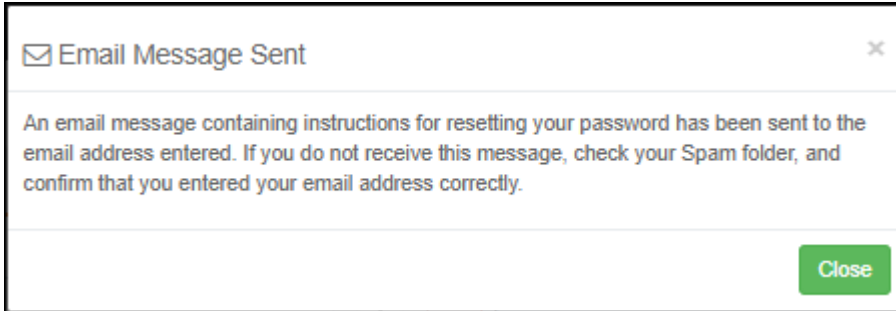 Email Message Sent
An email message containing instructions for resetting your password has been sent to the
email address entered. If you do not receive this message, check your Spam folder, and
confirm that you entered your email address correctly.
Close